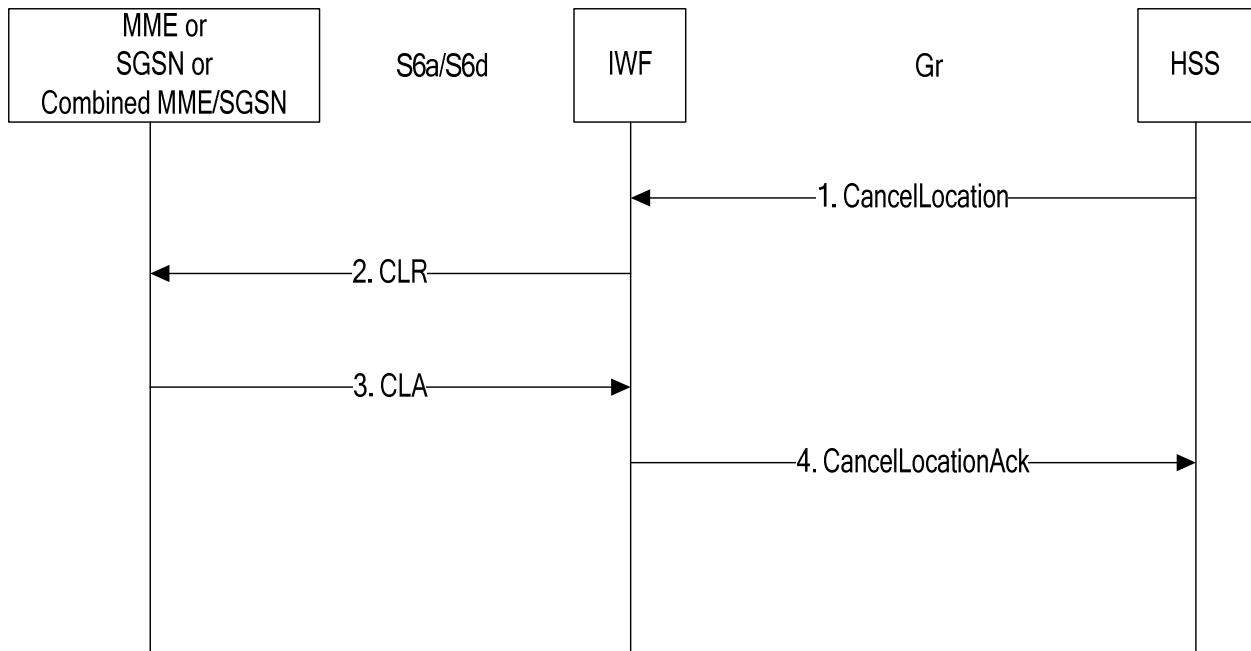 MME or
SGSN or
Combined MME/SGSN
S6a/S6d
IWF
Gr
HSS
1. CancelLocation
2. CLR
3. CLA
4. CancelLocationAck